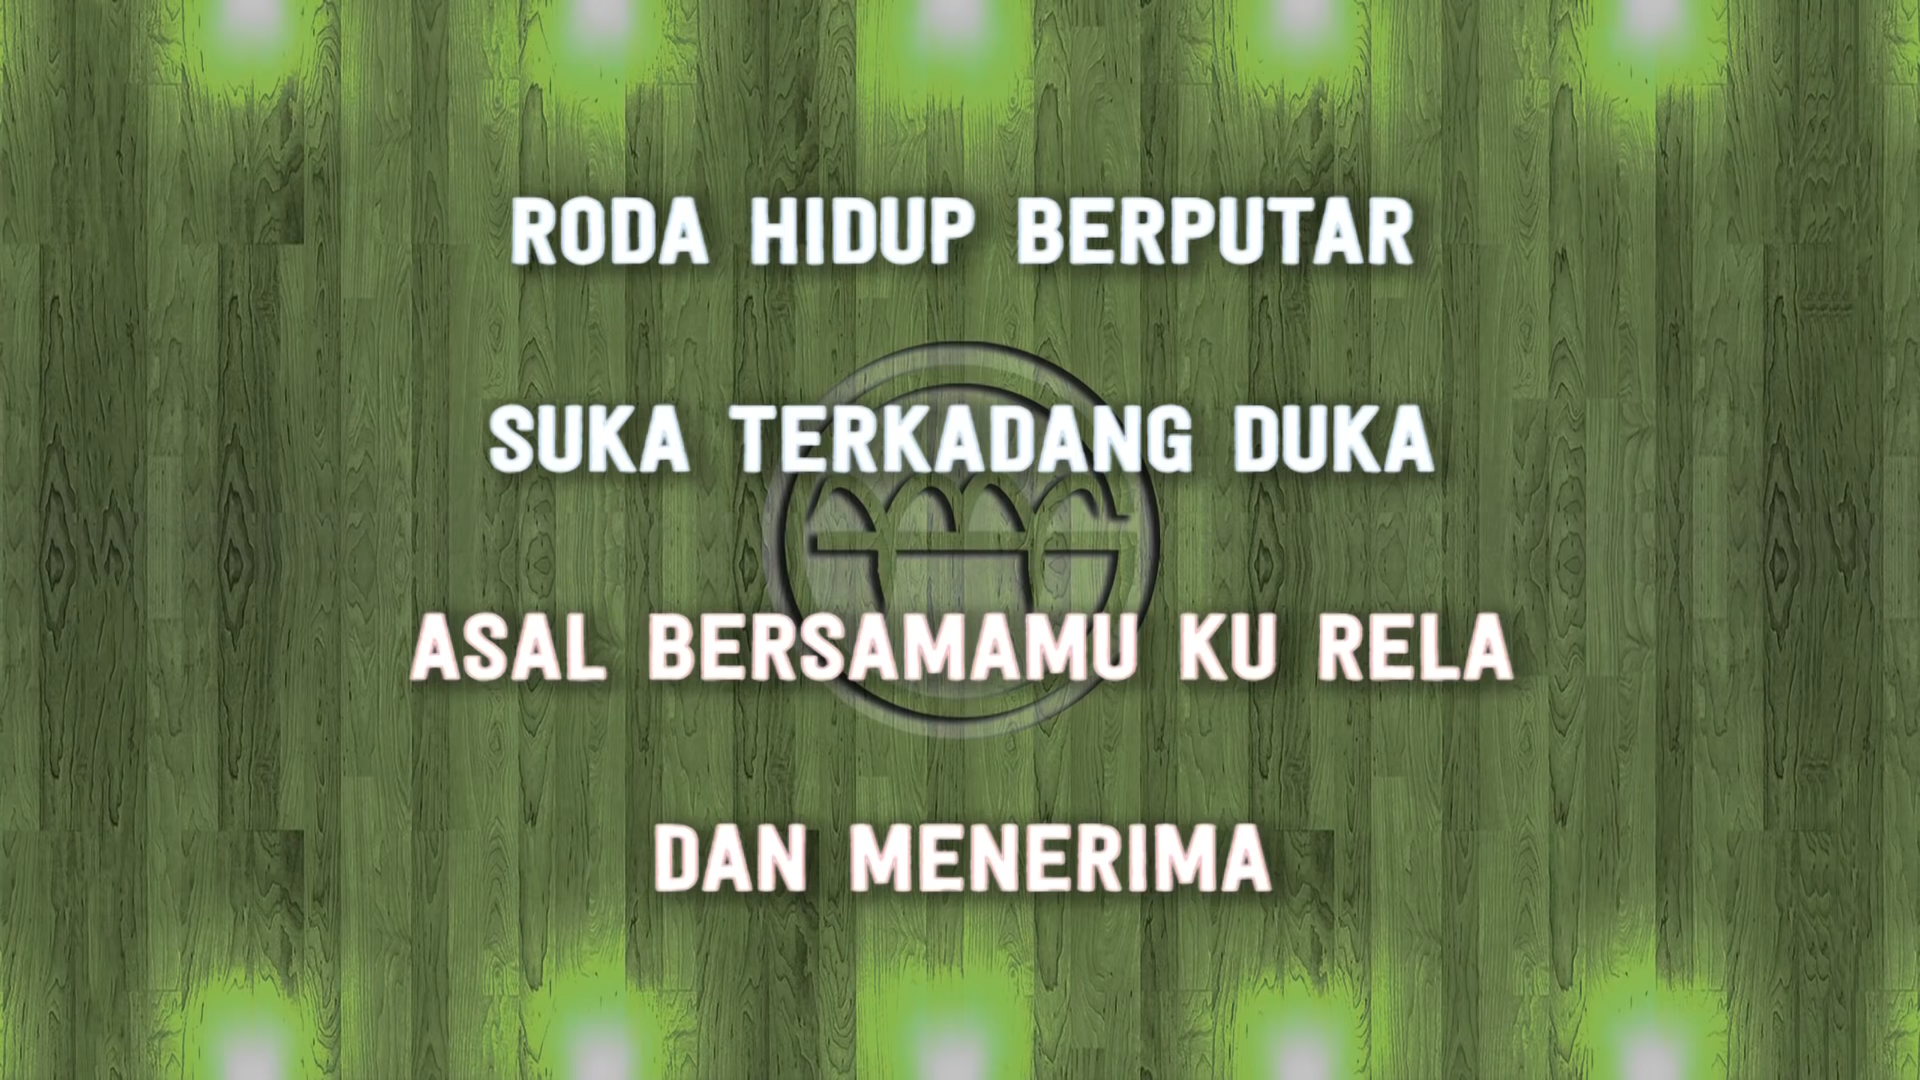 RODA HIDUP BERPUTAR
SUKA TERKADANG DUKA
ASAL BERSAMAMU KU RELA
DAN MENERIMA